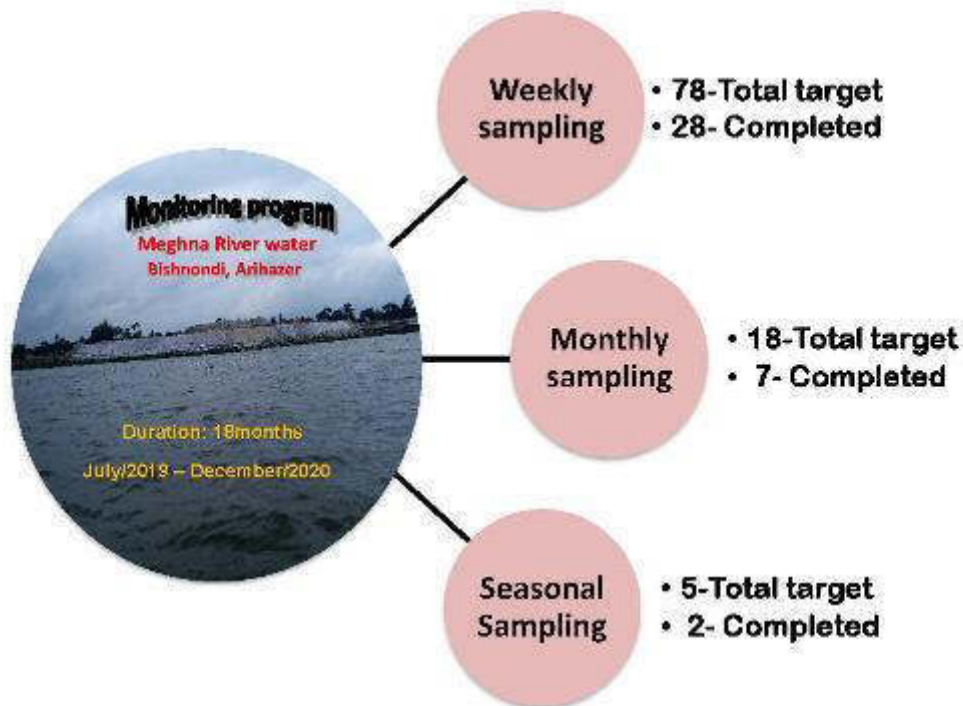 Monitoring program
Meghna River water
Bishnondi, Arihazer
Duration: 18months
July/2019 – December/2020
Weekly
sampling
• 78-Total target
• 28- Completed
Monthly
sampling
• 18-Total target
• 7- Completed
Seasonal
Sampling
• 5-Total target
• 2- Completed